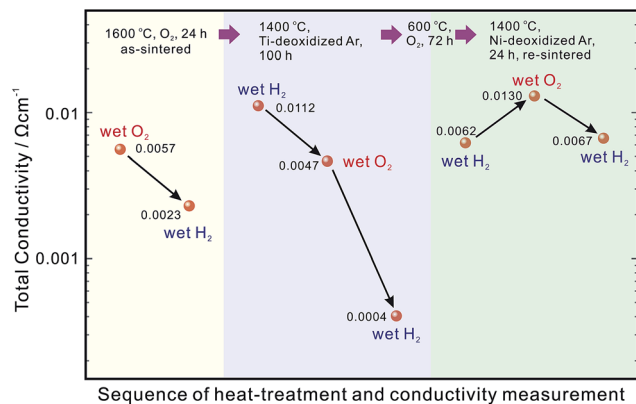 1600 °C, O₂, 24 h
as-sintered
1400 °C,
Ti-deoxidized Ar,
100 h
600 °C,
O₂, 72 h
1400 °C,
Ni-deoxidized Ar,
24 h, re-sintered
Total Conductivity / Ωcm⁻¹
0.01
0.001
wet O₂
0.0057
0.0023
wet H₂
wet H₂
0.0112
0.0047
wet O₂
0.0004
wet H₂
wet O₂
0.0130
0.0062
wet H₂
0.0067
wet H₂
Sequence of heat-treatment and conductivity measurement